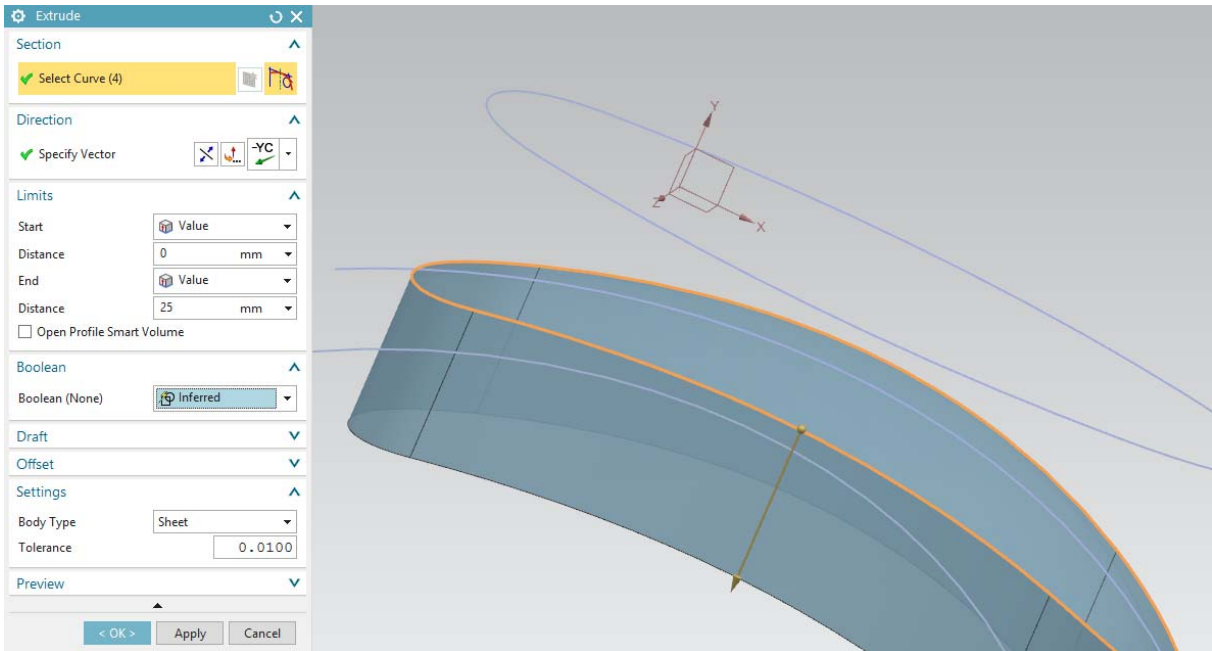 Extrude
Section
Select Curve (4)
Direction
Specify Vector
-YC
Limits
Start
Value
Distance
0 mm
End
Value
Distance
25 mm
Open Profile Smart Volume
Boolean
Boolean (None)
Inferred
Draft
Offset
Settings
Body Type
Sheet
Tolerance
0.0100
Preview
< OK >
Apply
Cancel
Y
Z
X